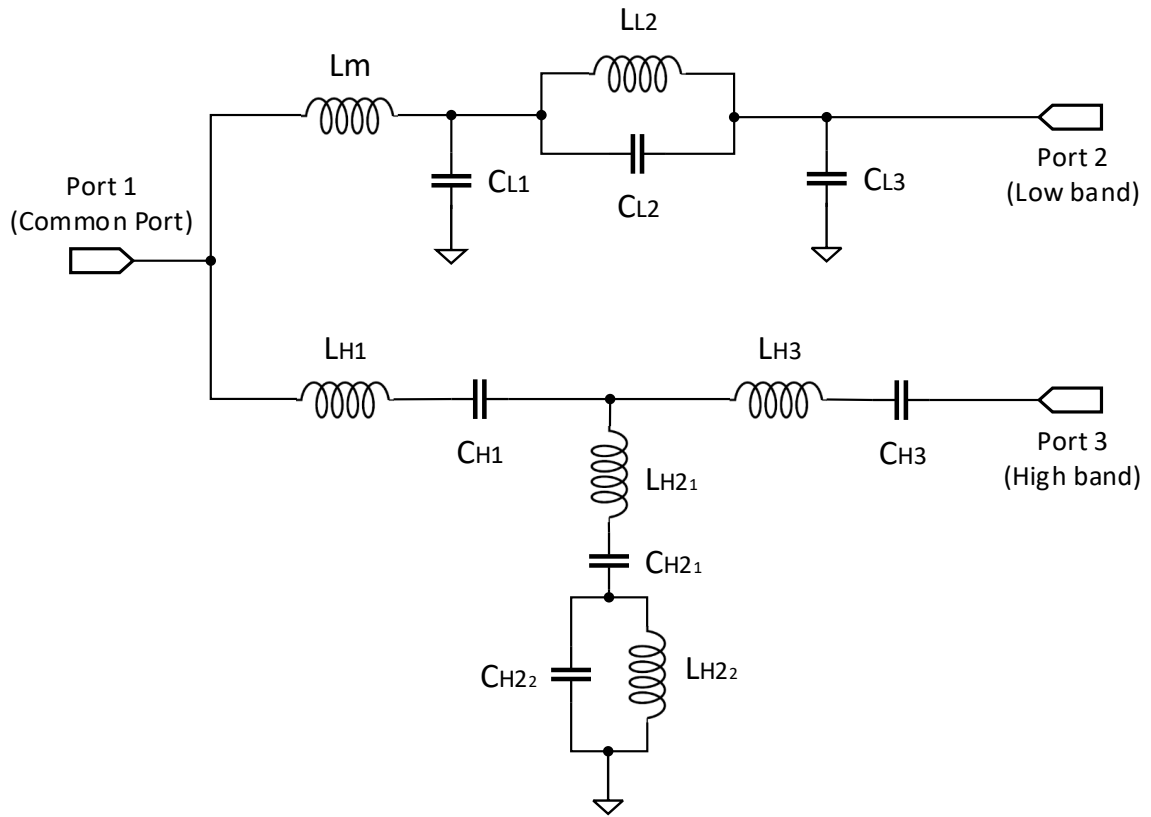 LL2
Lm
Port 1
(Common Port)
CL1
CL2
CL3
Port 2
(Low band)
LH1
LH3
CH1
CH3
Port 3
(High band)
LH21
CH21
CH22
LH22